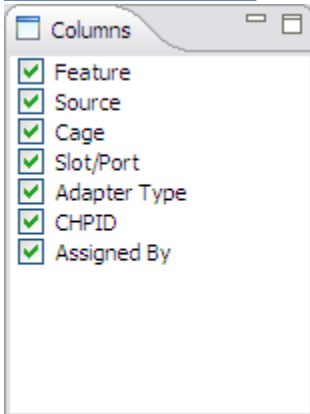 Columns
Feature
Source
Cage
Slot/Port
Adapter Type
CHPID
Assigned By